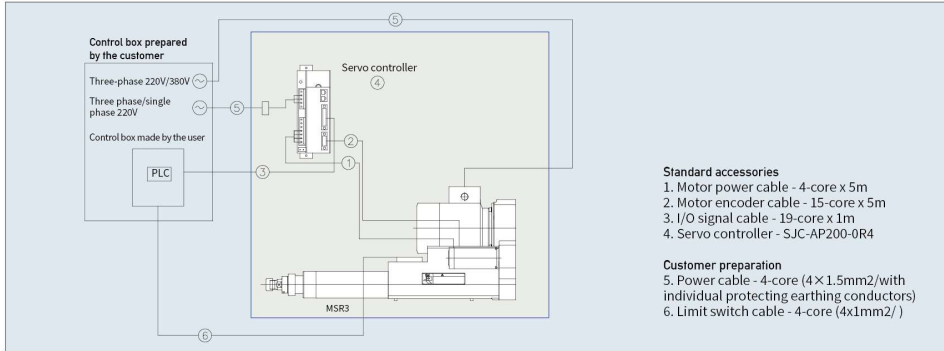 5
Control box prepared
by the customer
Three-phase 220V/380V
Three phase/single
phase 220V
5
Control box made by the user
PLC
3
Servo controller
4
2
1
MSR3
6
Standard accessories
1. Motor power cable - 4-core x 5m
2. Motor encoder cable - 15-core x 5m
3. I/O signal cable - 19-core x 1m
4. Servo controller - SJC-AP200-0R4
Customer preparation
5. Power cable - 4-core (4×1.5mm2/with
individual protecting earthing conductors)
6. Limit switch cable - 4-core (4x1mm2/ )